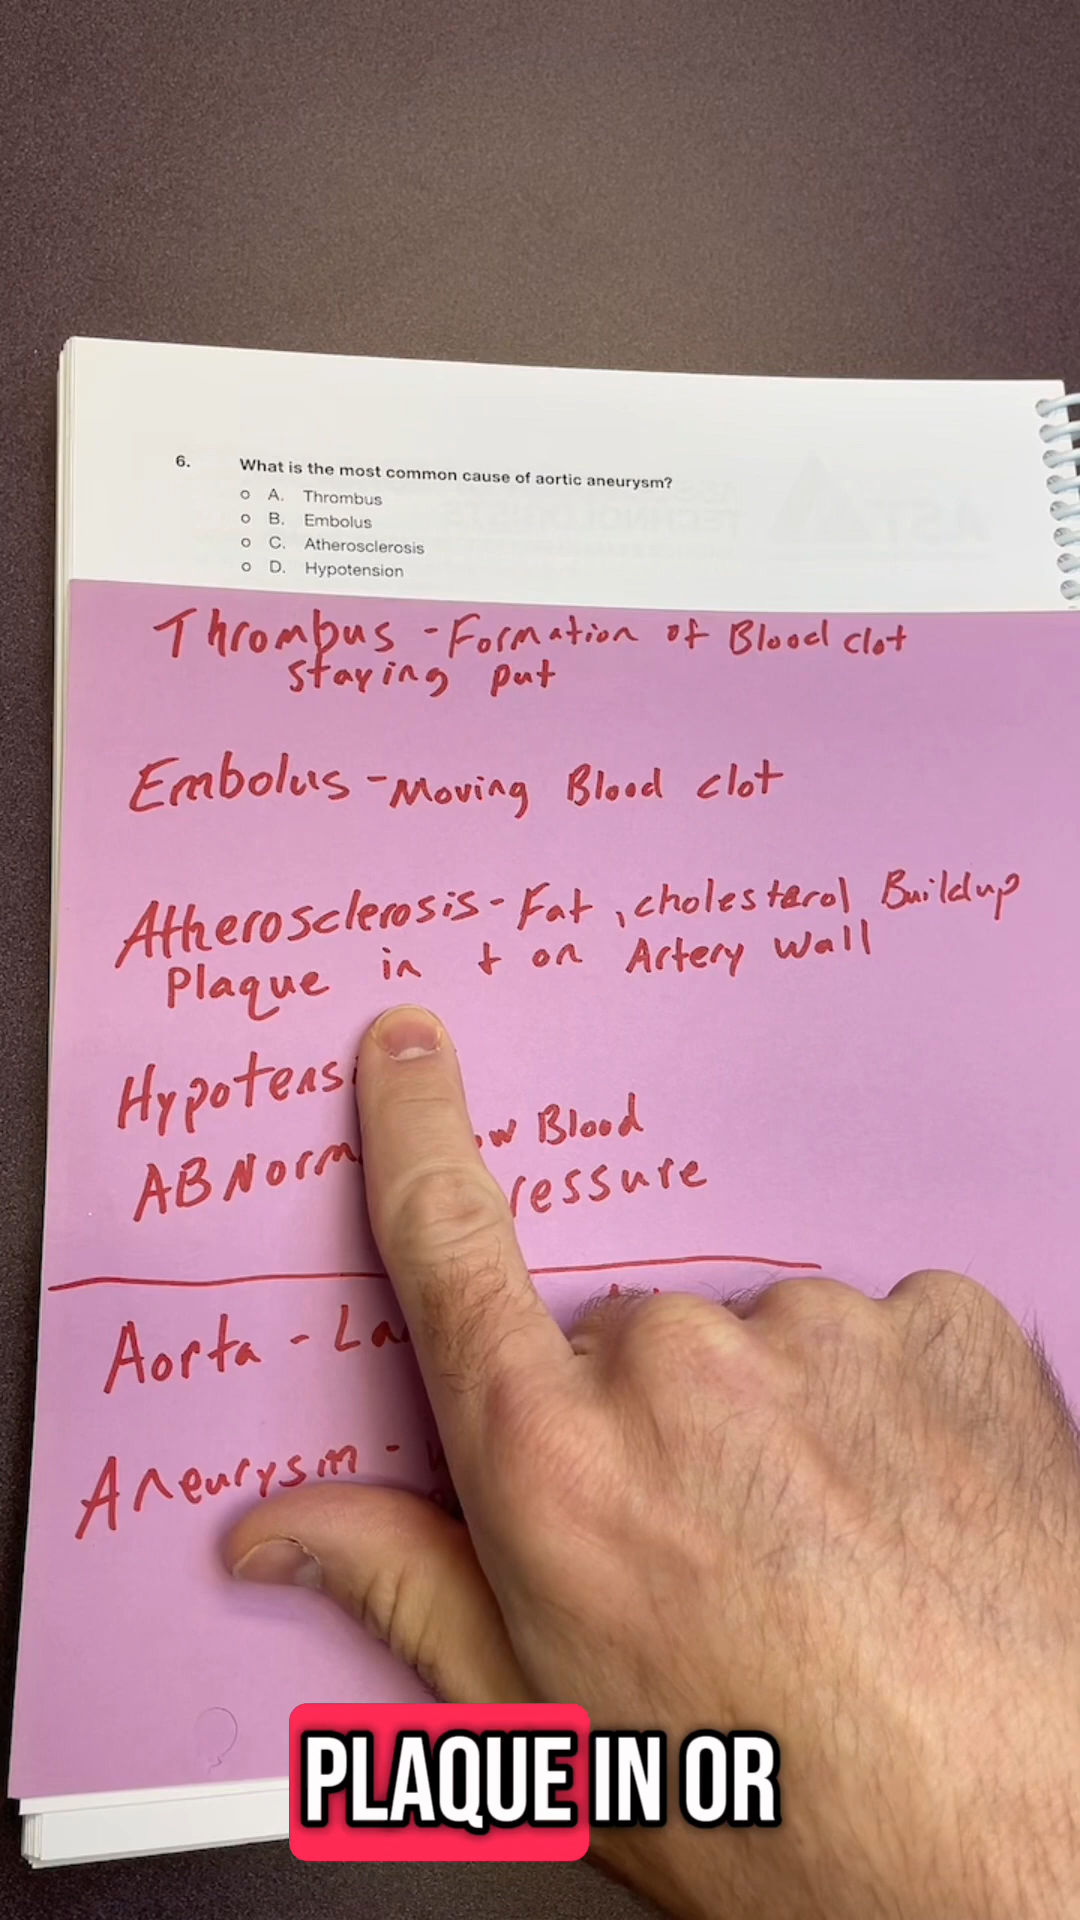 6. What is the most common cause of aortic aneurysm?
o A. Thrombus
o B. Embolus
o C. Atherosclerosis
o D. Hypotension
Thrombus - Formation of Blood clot
staying put
Embolus - Moving Blood clot
Atherosclerosis - Fat, cholesterol Buildup
Plaque in + on Artery Wall
Blood
Aorta -
Aneurysm -
PLAQUE IN OR